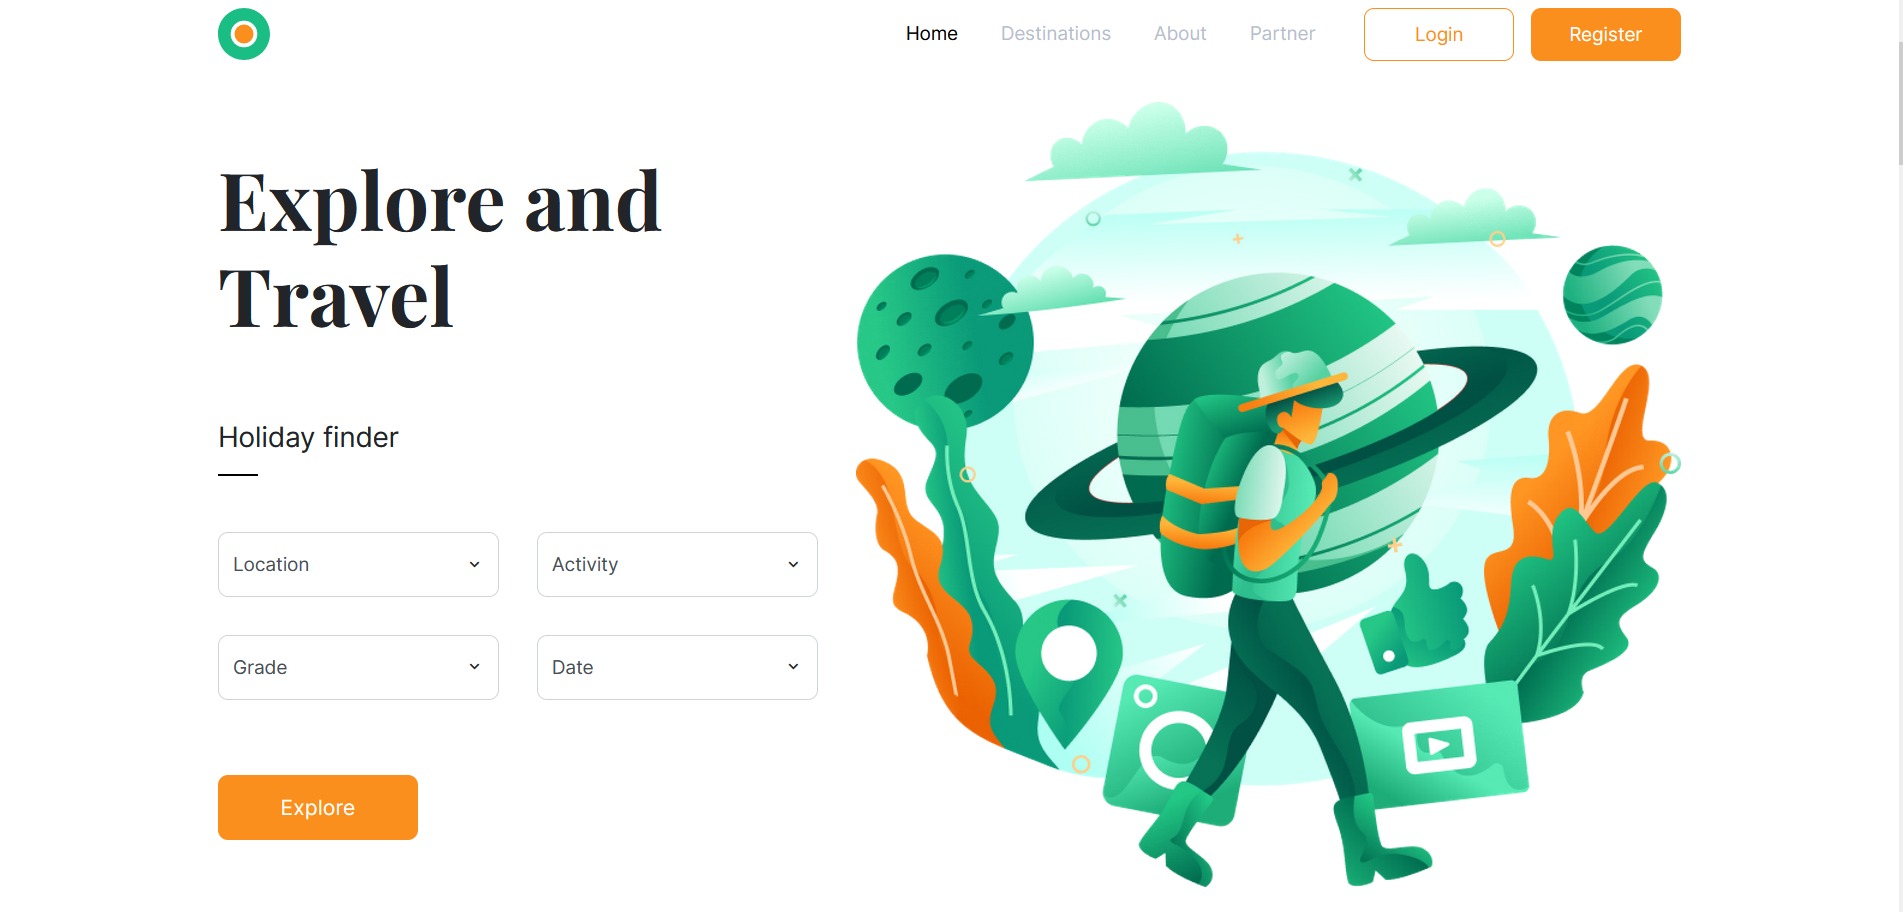 Home
Destinations
About
Partner
Login
Register
Explore and
Travel
Holiday finder
Location
Activity
Grade
Date
Explore